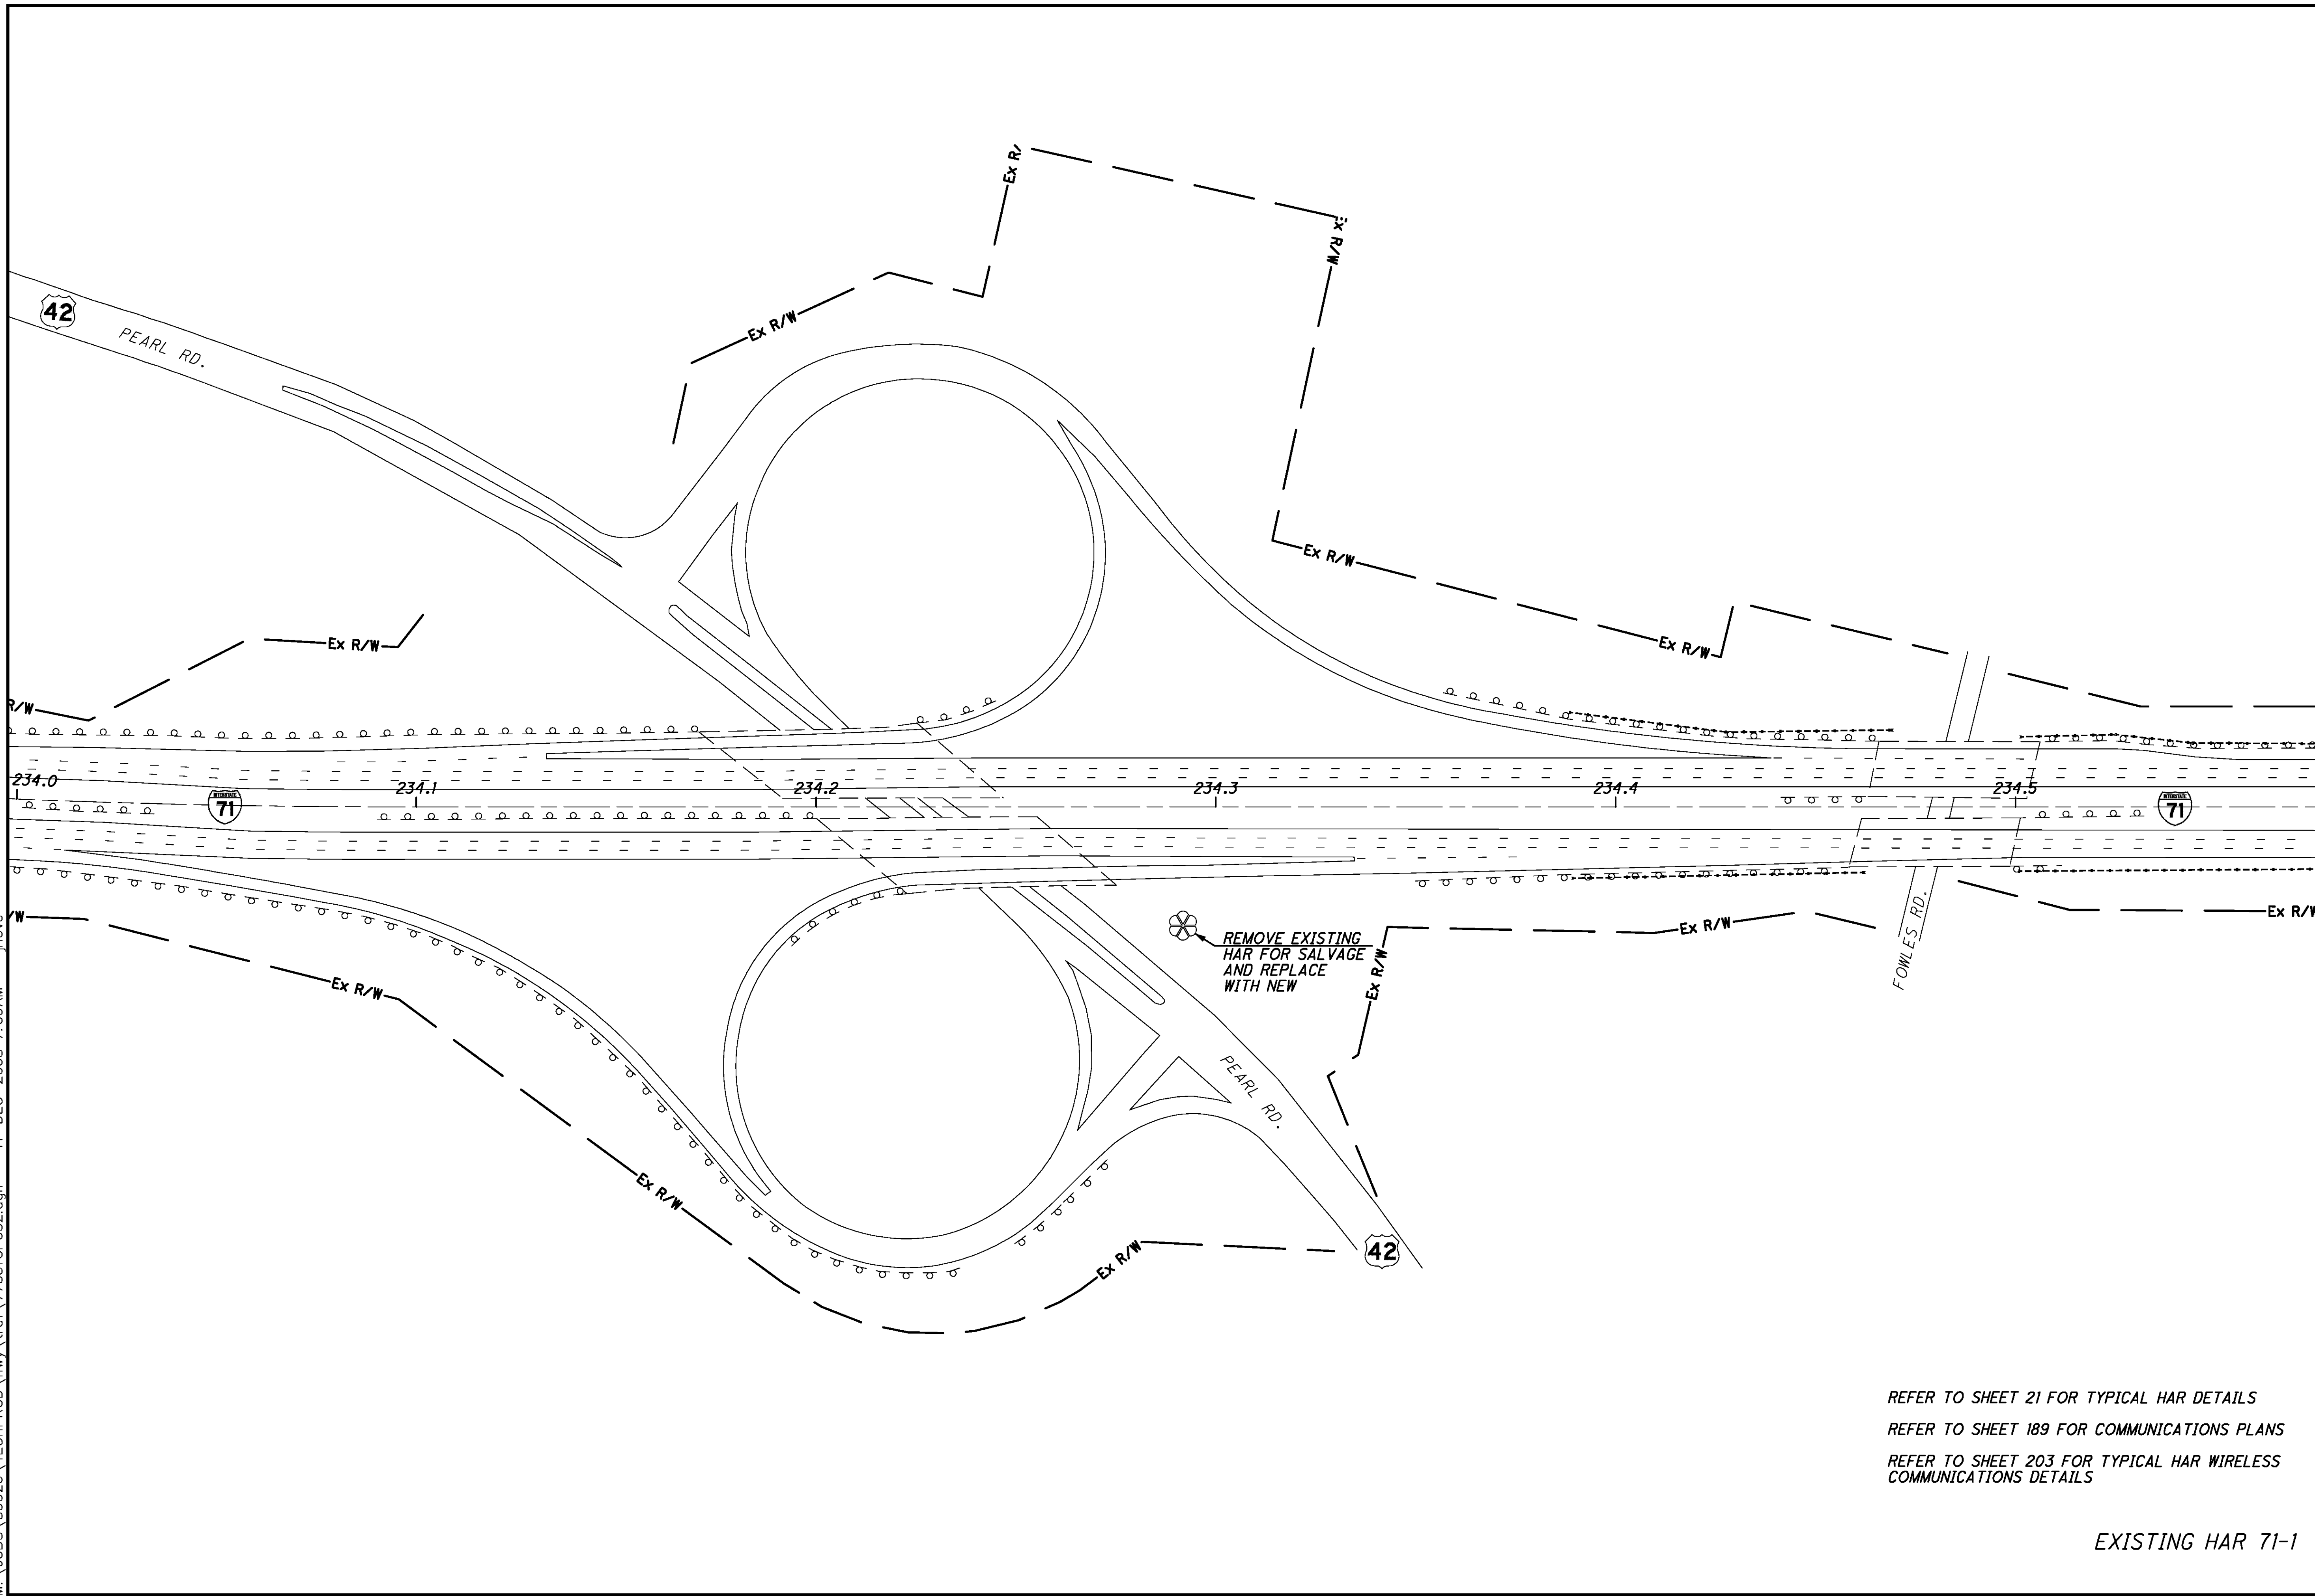 Ex R/
Ex R/W
Ex R/W
42
PEARL RD.
Ex R/W
Ex R/W
Ex R/W
R/W
234.0
234.1
234.2
234.3
234.4
234.5
INTERSTATE
71
INTERSTATE
71
/W
Ex R/W
REMOVE EXISTING
HAR FOR SALVAGE
AND REPLACE
WITH NEW
Ex R/W
Ex R/W
Ex R/W
FOWLES RD.
Ex R/W
PEARL RD.
Ex R/W
Ex R/W
42
REFER TO SHEET 21 FOR TYPICAL HAR DETAILS
REFER TO SHEET 189 FOR COMMUNICATIONS PLANS
REFER TO SHEET 203 FOR TYPICAL HAR WIRELESS
COMMUNICATIONS DETAILS
EXISTING HAR 71-1